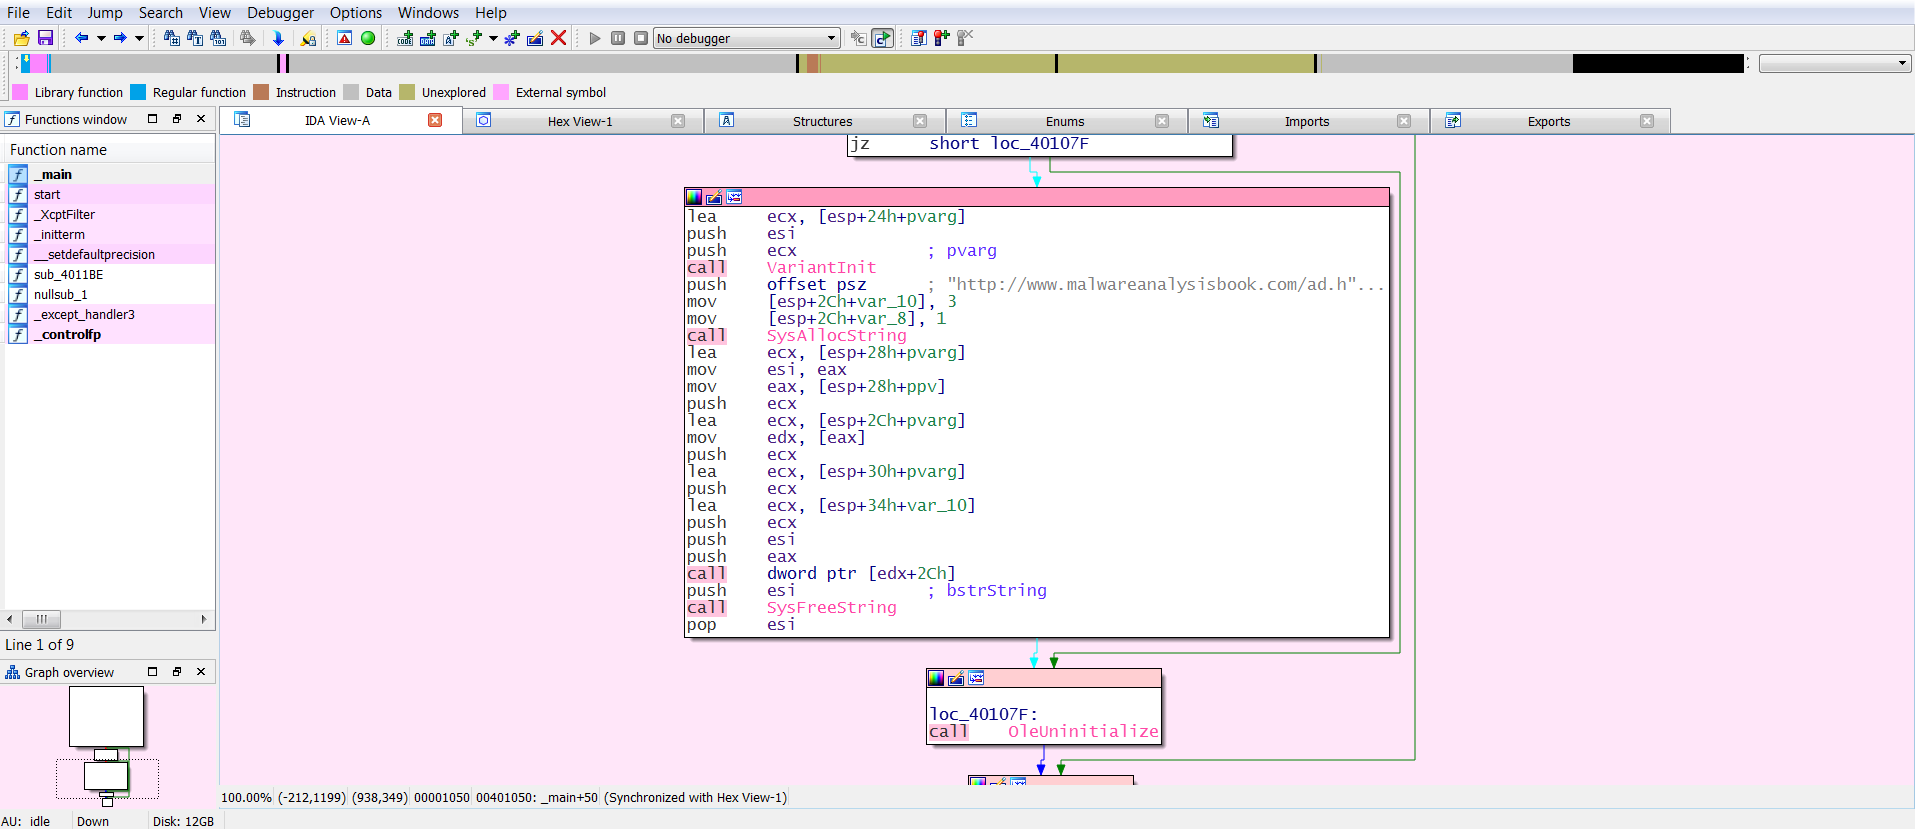 File Edit Jump Search View Debugger Options Windows Help
No debugger
Library function Regular function Instruction Data Unexplored External symbol
Functions window
IDA View-A
Hex View-1
Structures
Enums
Imports
Exports
Function name
_main
start
_XcptFilter
_initterm
__setdefaultprecision
sub_4011BE
nullsub_1
_except_handler3
_controlfp
Line 1 of 9
Graph overview
jz short loc_40107F
lea ecx, [esp+24h+pvarg]
push esi
push ecx ; pvarg
call VariantInit
push offset psz ; "http://www.malwareanalysisbook.com/ad.h"...
mov [esp+2Ch+var_10], 3
mov [esp+2Ch+var_8], 1
call SysAllocString
lea ecx, [esp+28h+pvarg]
mov esi, eax
mov eax, [esp+28h+ppv]
push ecx
lea ecx, [esp+2Ch+pvarg]
mov edx, [eax]
push ecx
lea ecx, [esp+30h+pvarg]
push ecx
lea ecx, [esp+34h+var_10]
push ecx
push esi
push eax
call dword ptr [edx+2Ch]
push esi ; bstrString
call SysFreeString
pop esi
loc_40107F:
call OleUninitialize
100.00% (-212,1199) (938,349) 00001050 00401050: _main+50 (Synchronized with Hex View-1)
AU: idle Down Disk: 12GB